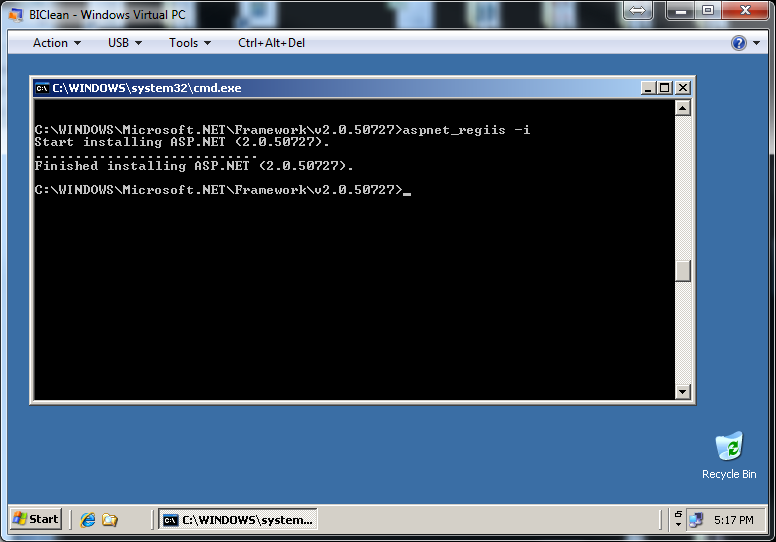 BIClean - Windows Virtual PC
Action USB Tools Ctrl+Alt+Del
C:\WINDOWS\system32\cmd.exe
C:\WINDOWS\Microsoft.NET\Framework\v2.0.50727>aspnet_regiis -i
Start installing ASP.NET (2.0.50727).
............................
Finished installing ASP.NET (2.0.50727).
C:\WINDOWS\Microsoft.NET\Framework\v2.0.50727>_
Recycle Bin
Start C:\WINDOWS\system... 5:17 PM